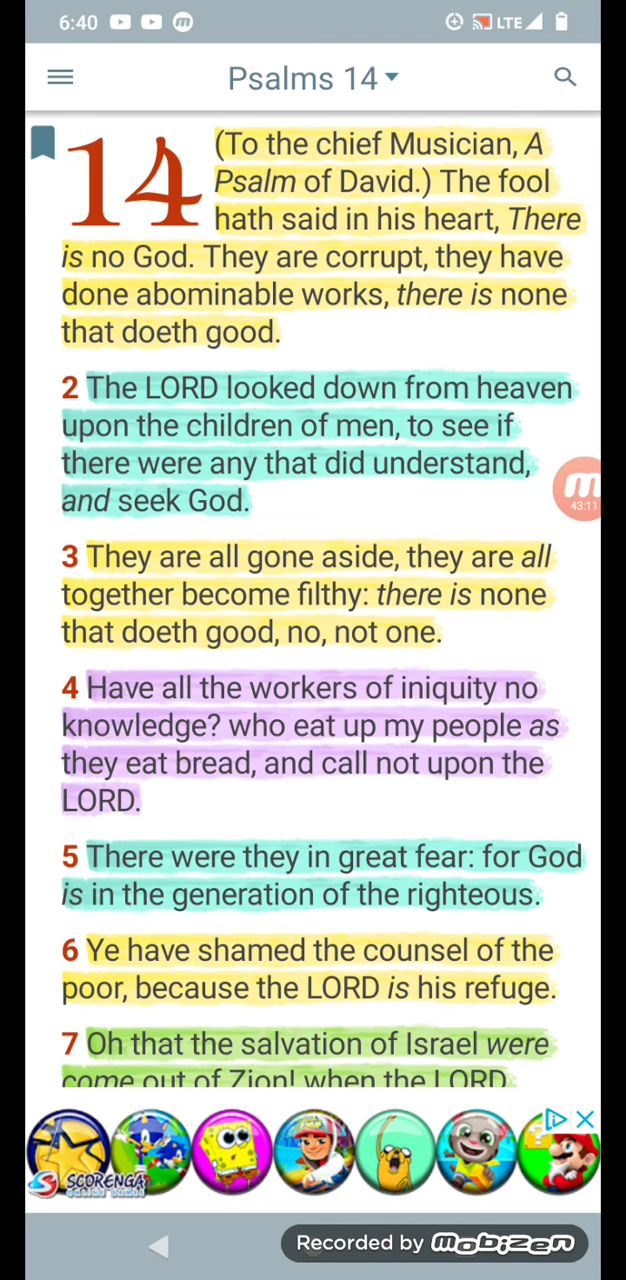 6:40
LTE
Psalms 14
14 (To the chief Musician, A
Psalm of David.) The fool
hath said in his heart, There
is no God. They are corrupt, they have
done abominable works, there is none
that doeth good.
2 The LORD looked down from heaven
upon the children of men, to see if
there were any that did understand,
and seek God.
m
43:11
3 They are all gone aside, they are all
together become filthy: there is none
that doeth good, no, not one.
4 Have all the workers of iniquity no
knowledge? who eat up my people as
they eat bread, and call not upon the
LORD.
5 There were they in great fear: for God
is in the generation of the righteous.
6 Ye have shamed the counsel of the
poor, because the LORD is his refuge.
7 Oh that the salvation of Israel were
come out of Zion! when the LORD
SCORENGA
ONLINE GAMES
Recorded by mobizen